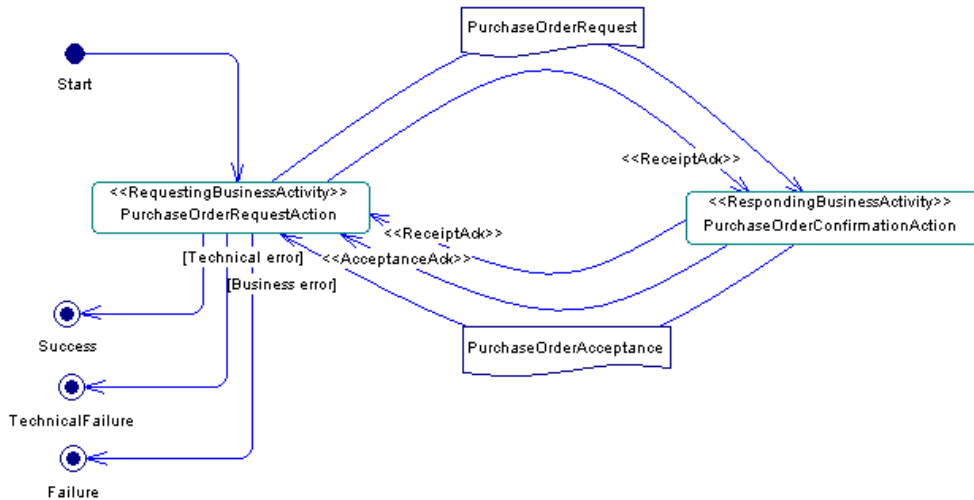 PurchaseOrderRequest
Start
<<ReceiptAck>>
<<RequestingBusinessActivity>>
PurchaseOrderRequestAction
<<RespondingBusinessActivity>>
PurchaseOrderConfirmationAction
<<ReceiptAck>>
[Technical error]
<<AcceptanceAck>>
[Business error]
Success
PurchaseOrderAcceptance
TechnicalFailure
Failure